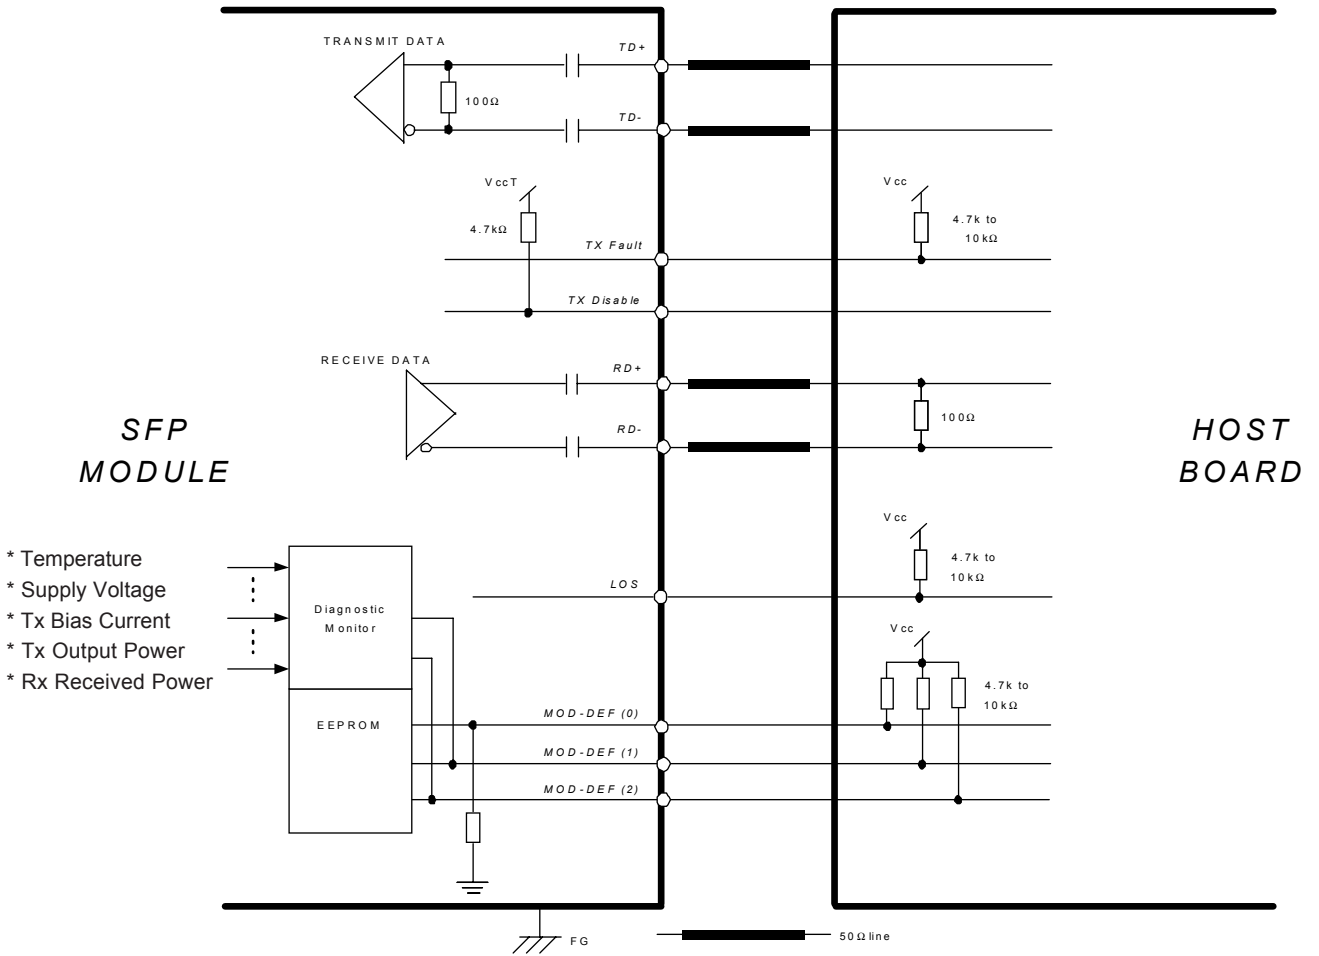 TRANSMIT DATA
TD+
100Ω
TD-
VccT
4.7kΩ
TX Fault
TX Disable
Vcc
4.7k to
10kΩ
RECEIVE DATA
RD+
RD-
100Ω
SFP
MODULE
HOST
BOARD
* Temperature
* Supply Voltage
* Tx Bias Current
* Tx Output Power
* Rx Received Power
Diagnostic
Monitor
EEPROM
LOS
Vcc
4.7k to
10kΩ
Vcc
4.7k to
10kΩ
MOD-DEF (0)
MOD-DEF (1)
MOD-DEF (2)
FG
50Ω line